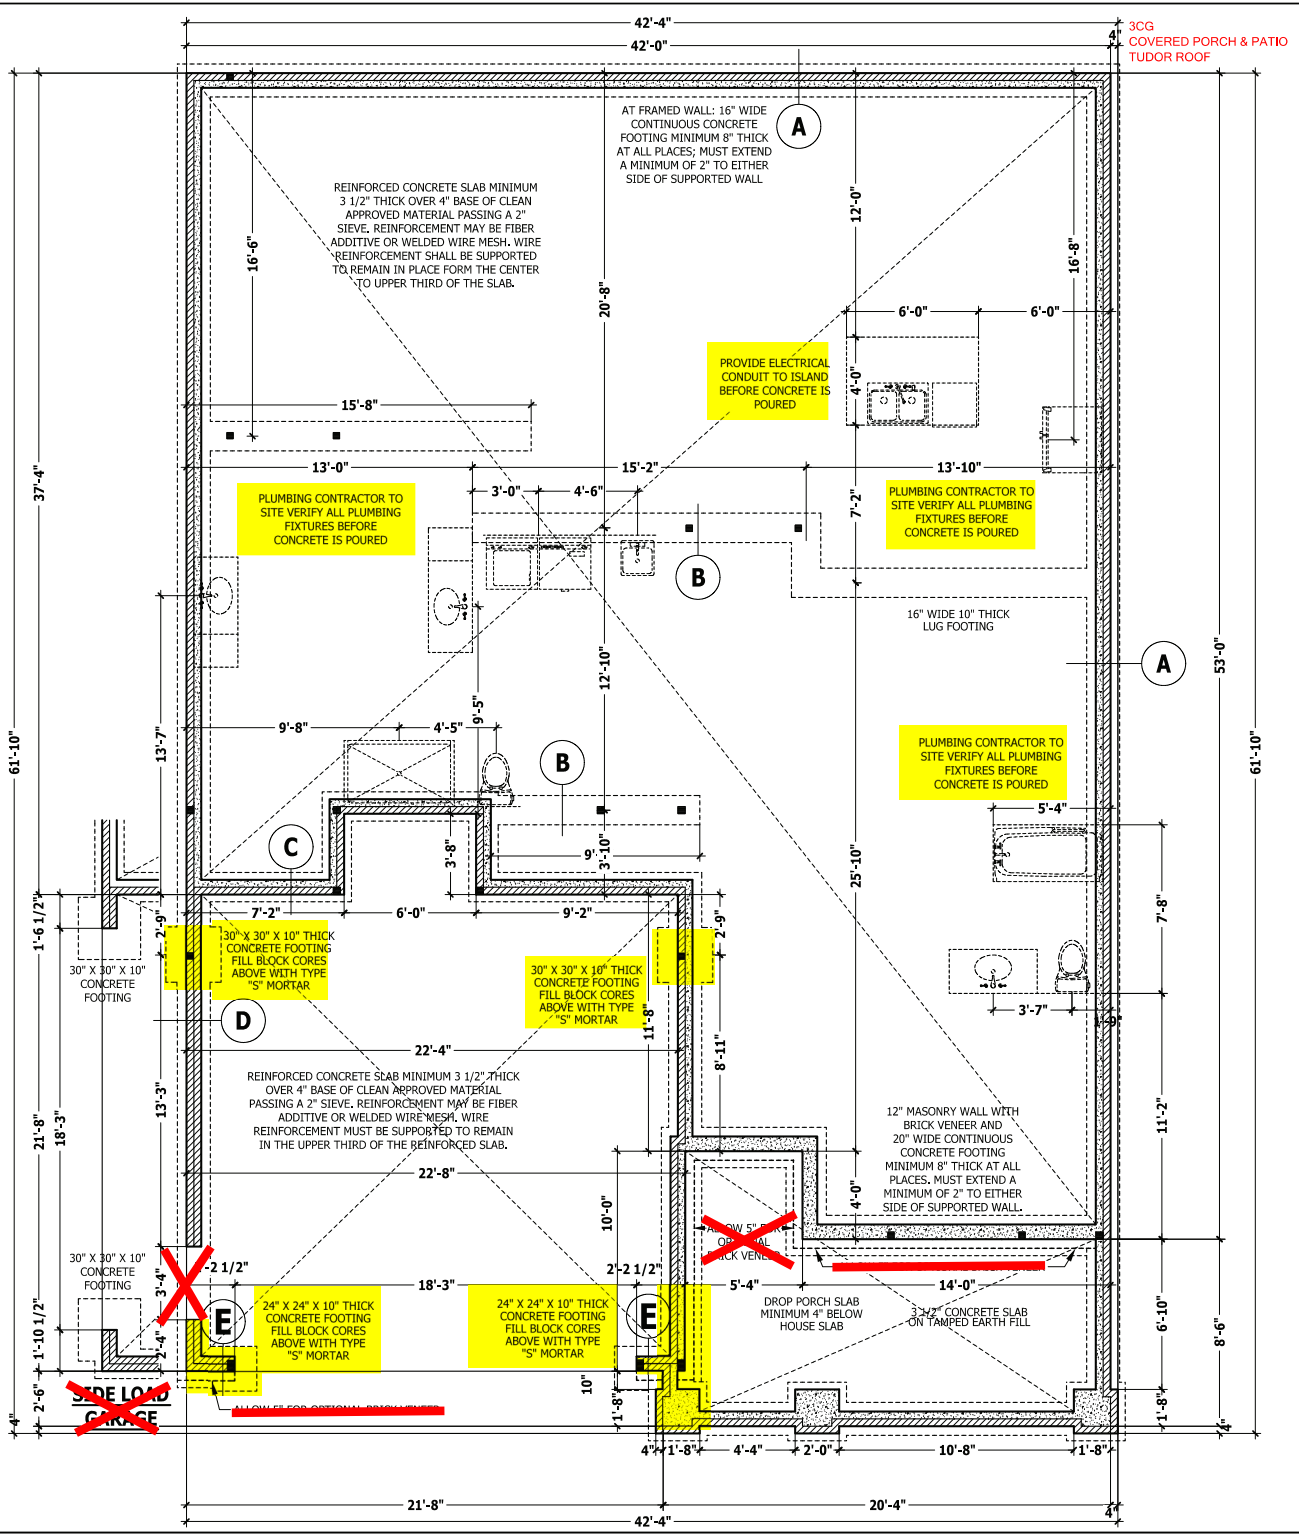 42'-4"
42'-0"
4"
3CG
COVERED PORCH & PATIO
TUDOR ROOF
A
AT FRAMED WALL: 16" WIDE
CONTINUOUS CONCRETE
FOOTING MINIMUM 8" THICK
AT ALL PLACES; MUST EXTEND
A MINIMUM OF 2" TO EITHER
SIDE OF SUPPORTED WALL
REINFORCED CONCRETE SLAB MINIMUM
3 1/2" THICK OVER 4" BASE OF CLEAN
APPROVED MATERIAL PASSING A 2"
SIEVE. REINFORCEMENT MAY BE FIBER
ADDITIVE OR WELDED WIRE MESH. WIRE
REINFORCEMENT SHALL BE SUPPORTED
TO REMAIN IN PLACE FORM THE CENTER
TO UPPER THIRD OF THE SLAB.
16'-6"
20'-8"
12'-0"
16'-8"
6'-0"
6'-0"
PROVIDE ELECTRICAL
CONDUIT TO ISLAND
BEFORE CONCRETE IS
POURED
4'-0"
15'-8"
37'-4"
13'-0"
15'-2"
13'-10"
3'-0"
4'-6"
7'-2"
PLUMBING CONTRACTOR TO
SITE VERIFY ALL PLUMBING
FIXTURES BEFORE
CONCRETE IS POURED
PLUMBING CONTRACTOR TO
SITE VERIFY ALL PLUMBING
FIXTURES BEFORE
CONCRETE IS POURED
B
16" WIDE 10" THICK
LUG FOOTING
A
53'-0"
12'-10"
9'-5"
9'-8"
4'-5"
13'-7"
61'-10"
61'-10"
PLUMBING CONTRACTOR TO
SITE VERIFY ALL PLUMBING
FIXTURES BEFORE
CONCRETE IS POURED
B
5'-4"
C
3'-8"
9'-
3'-10"
25'-10"
7'-8"
1'-6 1/2"
2'-9"
7'-2"
6'-0"
9'-2"
2'-9"
30" X 30" X 10" THICK
CONCRETE FOOTING
FILL BLOCK CORES
ABOVE WITH TYPE
"S" MORTAR
30" X 30" X 10"
CONCRETE
FOOTING
30" X 30" X 10" THICK
CONCRETE FOOTING
FILL BLOCK CORES
ABOVE WITH TYPE
"S" MORTAR
D
11'-8"
8'-11"
3'-7"
1'-9"
22'-4"
REINFORCED CONCRETE SLAB MINIMUM 3 1/2" THICK
OVER 4" BASE OF CLEAN APPROVED MATERIAL
PASSING A 2" SIEVE. REINFORCEMENT MAY BE FIBER
ADDITIVE OR WELDED WIRE MESH. WIRE
REINFORCEMENT MUST BE SUPPORTED TO REMAIN
IN THE UPPER THIRD OF THE REINFORCED SLAB.
13'-3"
18'-3"
21'-8"
12" MASONRY WALL WITH
BRICK VENEER AND
20" WIDE CONTINUOUS
CONCRETE FOOTING
MINIMUM 8" THICK AT ALL
PLACES. MUST EXTEND A
MINIMUM OF 2" TO EITHER
SIDE OF SUPPORTED WALL.
11'-2"
22'-8"
10'-0"
4'-0"
ALLOW 5" FOR
OPTIONAL
BRICK VENEER
30" X 30" X 10"
CONCRETE
FOOTING
3'-4"
-2 1/2"
18'-3"
2'-2 1/2"
5'-4"
14'-0"
E
24" X 24" X 10" THICK
CONCRETE FOOTING
FILL BLOCK CORES
ABOVE WITH TYPE
"S" MORTAR
24" X 24" X 10" THICK
CONCRETE FOOTING
FILL BLOCK CORES
ABOVE WITH TYPE
"S" MORTAR
E
DROP PORCH SLAB
MINIMUM 4" BELOW
HOUSE SLAB
3 1/2" CONCRETE SLAB
ON TAMPED EARTH FILL
6'-10"
8'-6"
1'-10 1/2"
2'-4"
SIDE LOAD
GARAGE
2'-6"
4"
ALLOW 5" FOR OPTIONAL BRICK VENEER
10"
1'-8"
1'-8"
4"
4"
1'-8"
4'-4"
2'-0"
10'-8"
1'-8"
21'-8"
20'-4"
4"
42'-4"